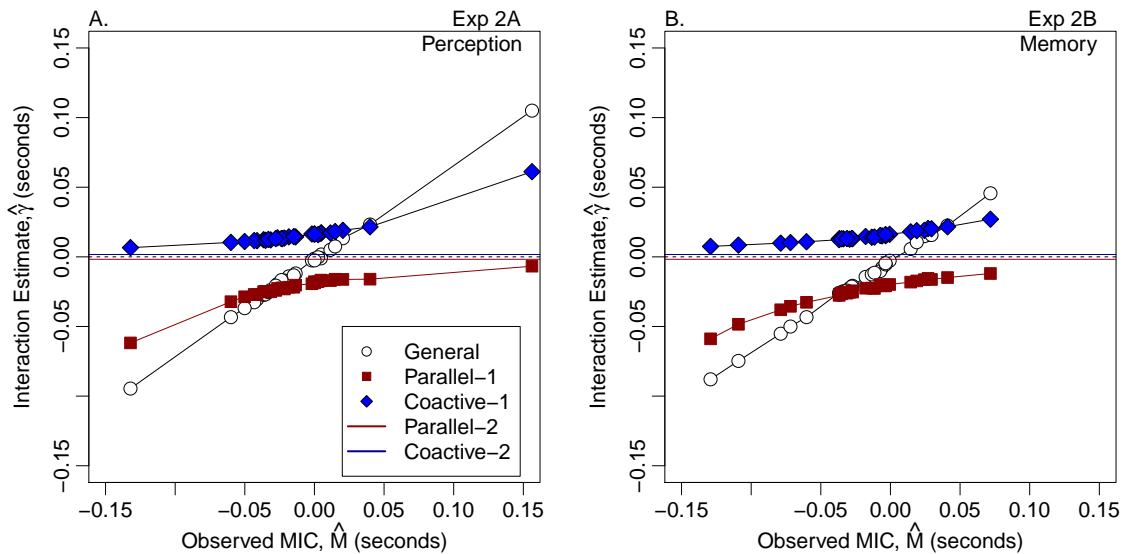 A.
Exp 2A
Perception
0.15
0.10
0.05
0.00
−0.05
−0.15
Interaction Estimate, γ̂ (seconds)
General
Parallel−1
Coactive−1
Parallel−2
Coactive−2
−0.15 −0.05 0.00 0.05 0.10 0.15
Observed MIC, M̂ (seconds)
B.
Exp 2B
Memory
0.15
0.10
0.05
0.00
−0.05
−0.15
Interaction Estimate, γ̂ (seconds)
−0.15 −0.05 0.00 0.05 0.10 0.15
Observed MIC, M̂ (seconds)